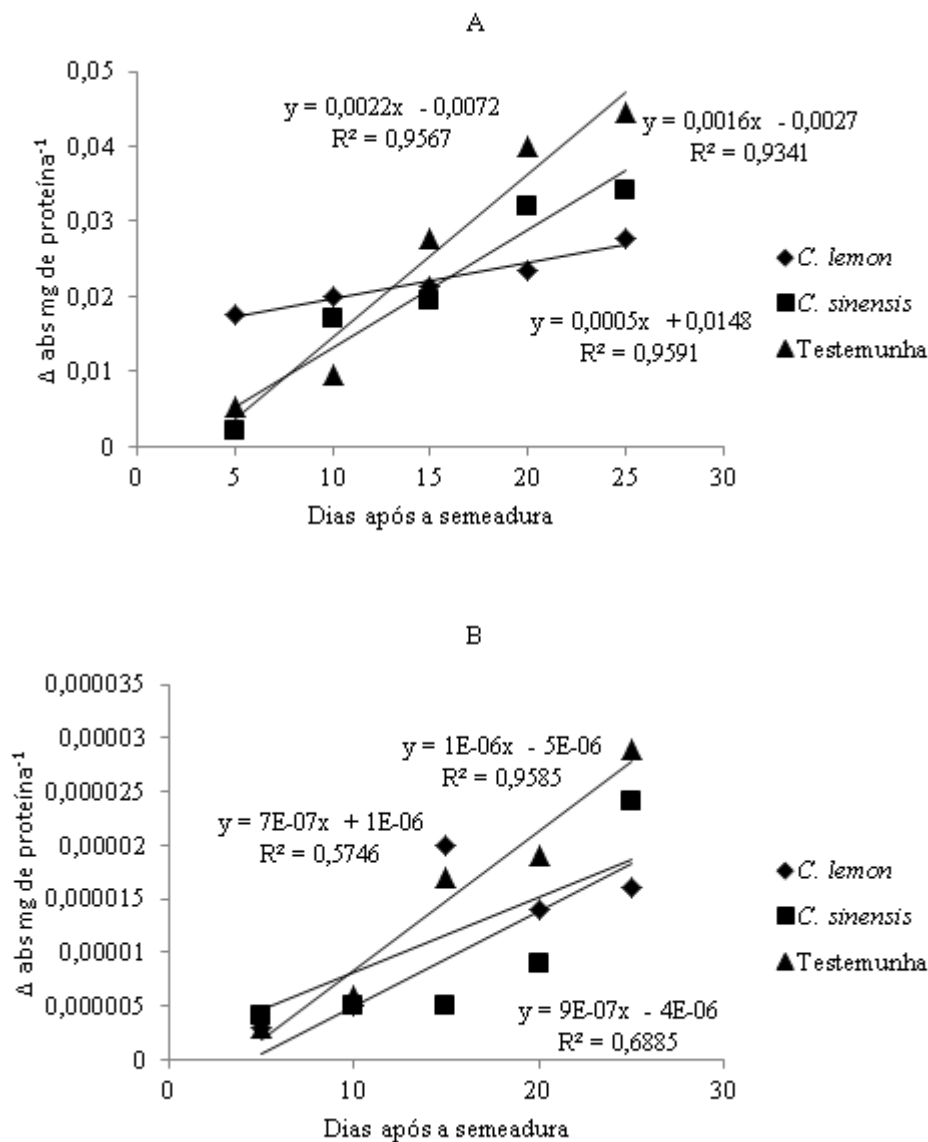 A
0,05
0,04
0,03
0,02
0,01
0
Δ abs mg de proteína⁻¹
y = 0,0022x - 0,0072
R² = 0,9567
y = 0,0016x - 0,0027
R² = 0,9341
y = 0,0005x + 0,0148
R² = 0,9591
C. lemon
C. sinensis
Testemunha
0 5 10 15 20 25 30
Dias após a semeadura
B
0,000035
0,00003
0,000025
0,00002
0,000015
0,00001
0,000005
0
Δ abs mg de proteína⁻¹
y = 1E-06x - 5E-06
R² = 0,9585
y = 7E-07x + 1E-06
R² = 0,5746
y = 9E-07x - 4E-06
R² = 0,6885
C. lemon
C. sinensis
Testemunha
0 10 20 30
Dias após a semeadura